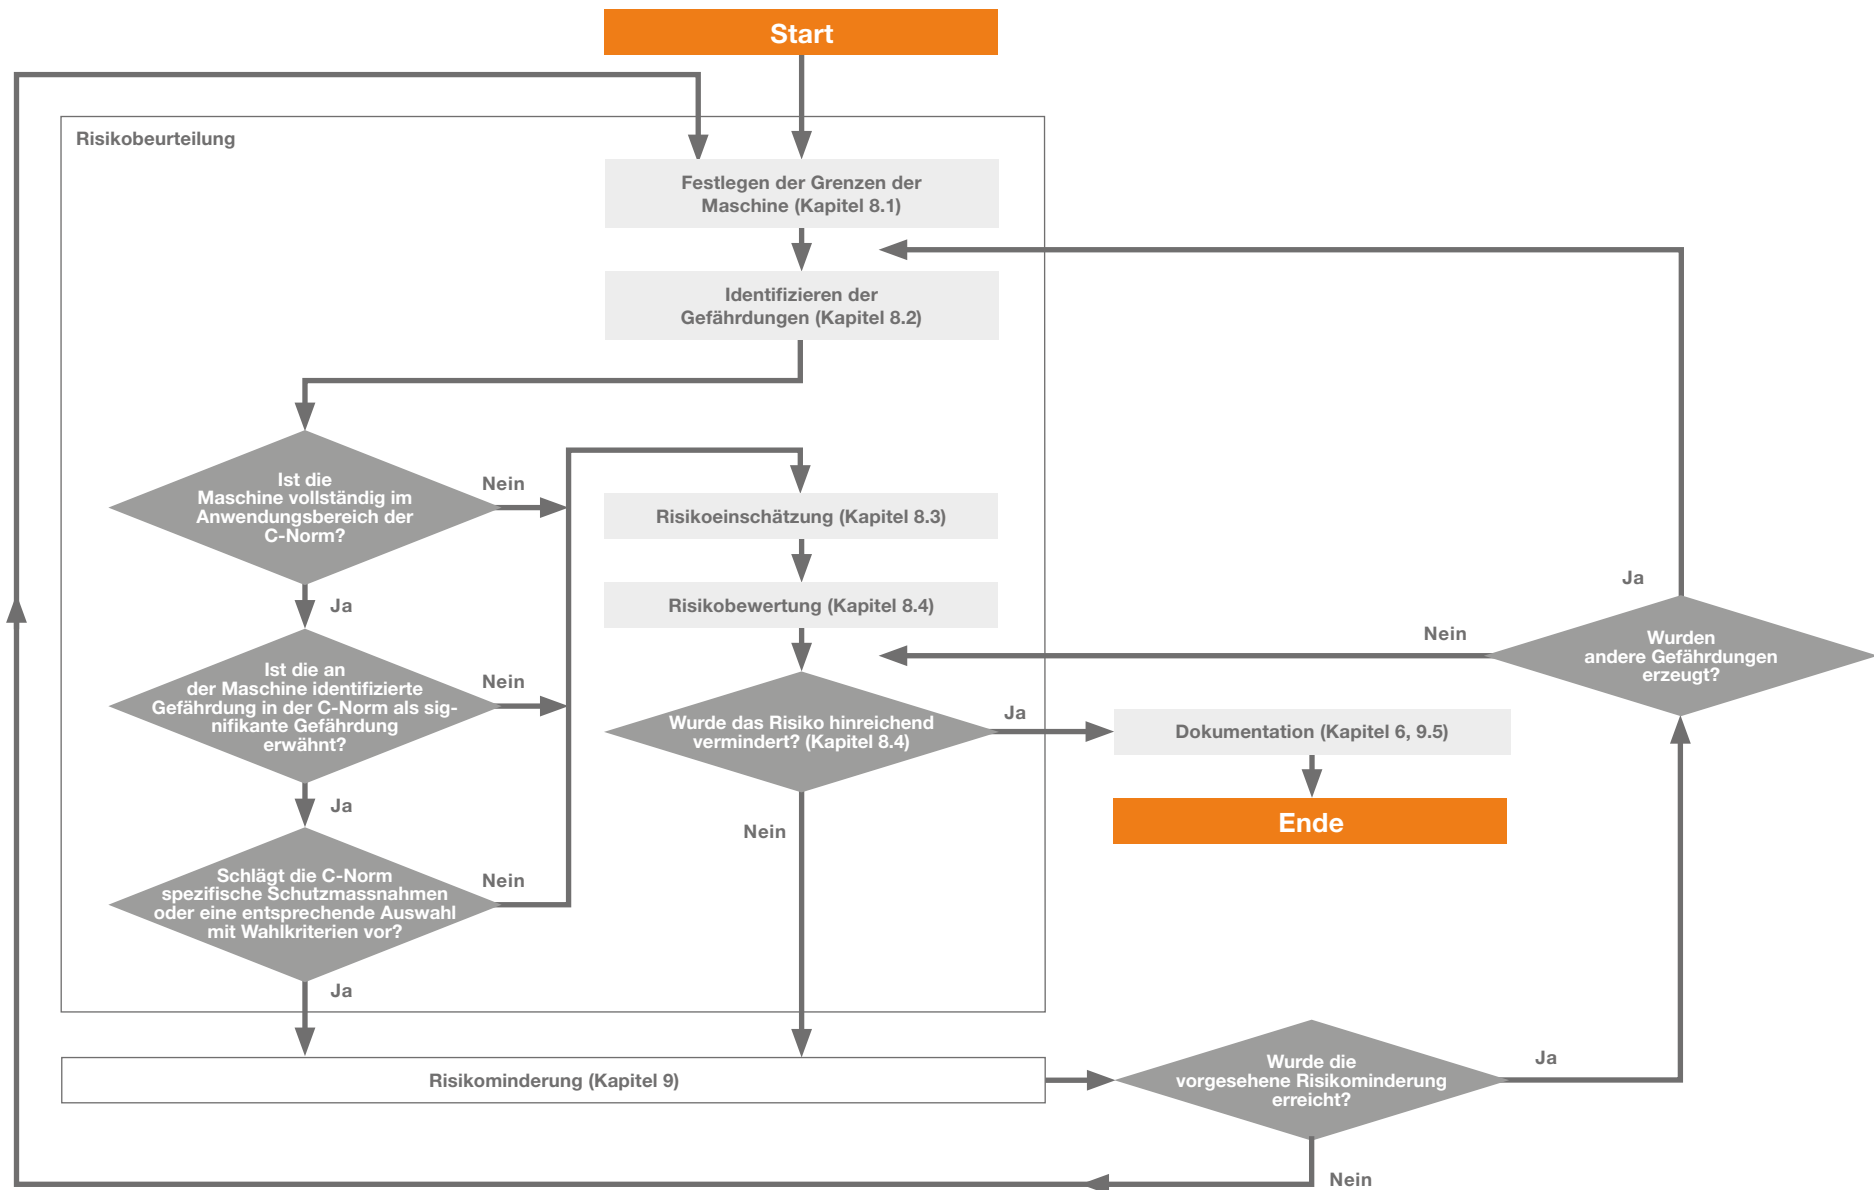 Start
Risikobeurteilung
Festlegen der Grenzen der
Maschine (Kapitel 8.1)
Identifizieren der
Gefährdungen (Kapitel 8.2)
Ist die
Maschine vollständig im
Anwendungsbereich der
C-Norm?
Nein
Ja
Ist die an
der Maschine identifizierte
Gefährdung in der C-Norm als sig-
nifikante Gefährdung
erwähnt?
Nein
Ja
Schlägt die C-Norm
spezifische Schutzmassnahmen
oder eine entsprechende Auswahl
mit Wahlkriterien vor?
Nein
Ja
Risikoeinschätzung (Kapitel 8.3)
Risikobewertung (Kapitel 8.4)
Wurde das Risiko hinreichend
vermindert? (Kapitel 8.4)
Ja
Nein
Dokumentation (Kapitel 6, 9.5)
Ende
Ja
Nein
Wurden
andere Gefährdungen
erzeugt?
Risikominderung (Kapitel 9)
Wurde die
vorgesehene Risikominderung
erreicht?
Ja
Nein